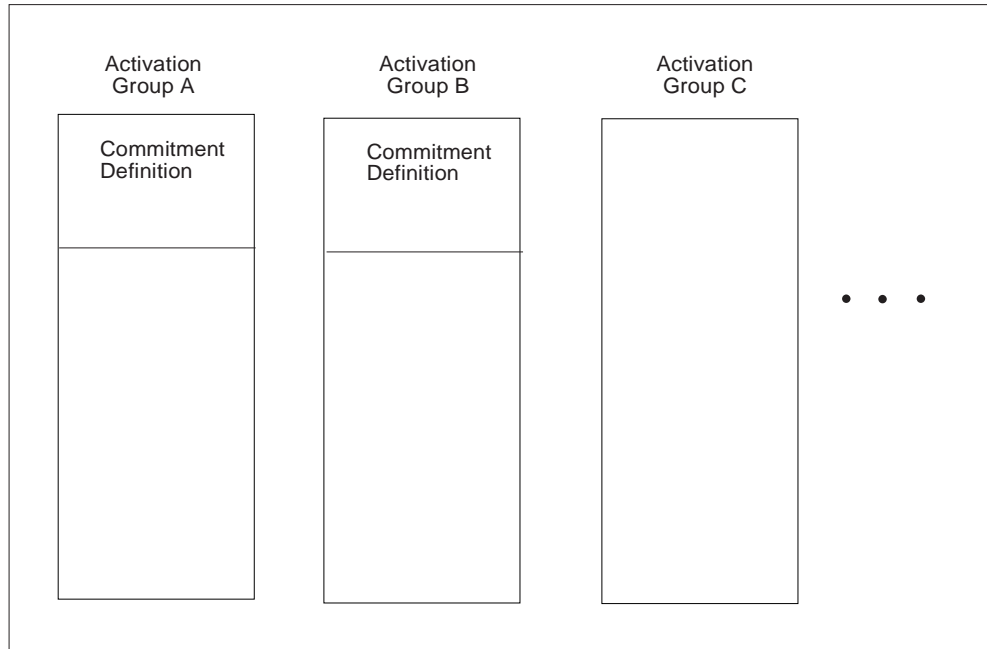 Activation
Group A
Activation
Group B
Activation
Group C
Commitment
Definition
Commitment
Definition